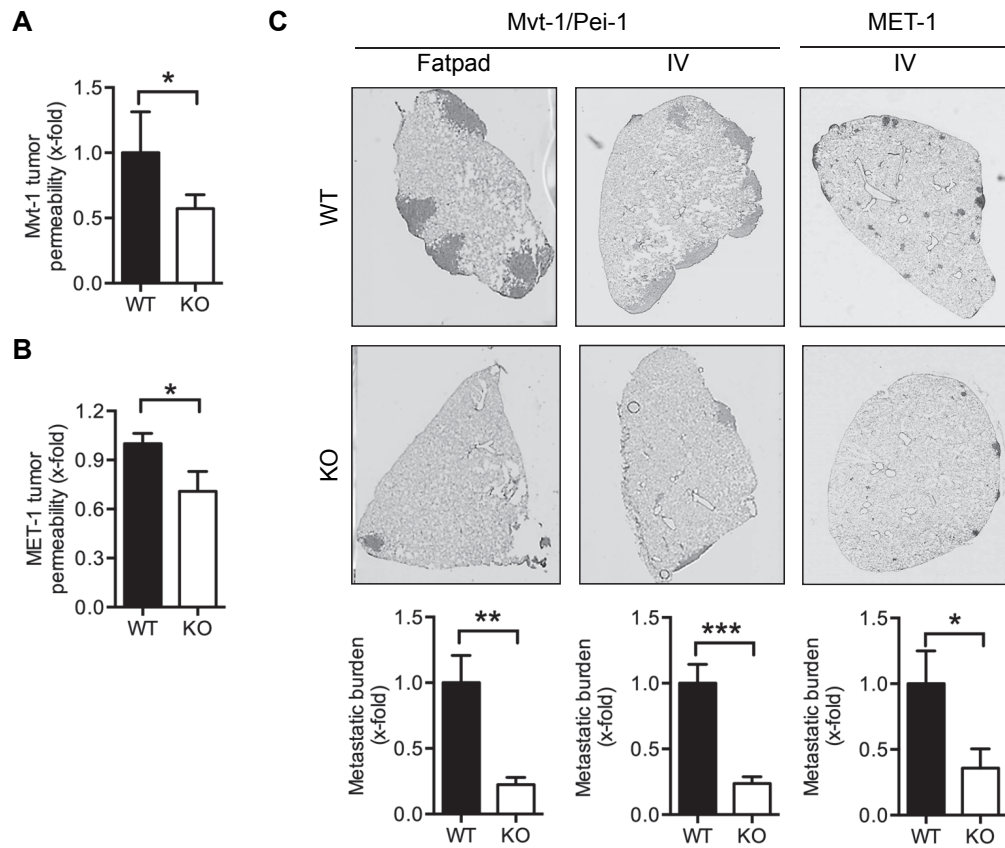 A
Mvt-1 tumor
permeability (x-fold)
1.5
1.0
0.5
0.0
*
WT
KO
B
MET-1 tumor
permeability (x-fold)
1.2
0.9
0.6
0.3
0.0
*
WT
KO
C
Mvt-1/Pei-1
MET-1
Fatpad
IV
IV
WT
KO
Metastatic burden
(x-fold)
1.5
1.0
0.5
0.0
**
WT
KO
Metastatic burden
(x-fold)
1.5
1.0
0.5
0.0
***
WT
KO
Metastatic burden
(x-fold)
1.5
1.0
0.5
0.0
*
WT
KO